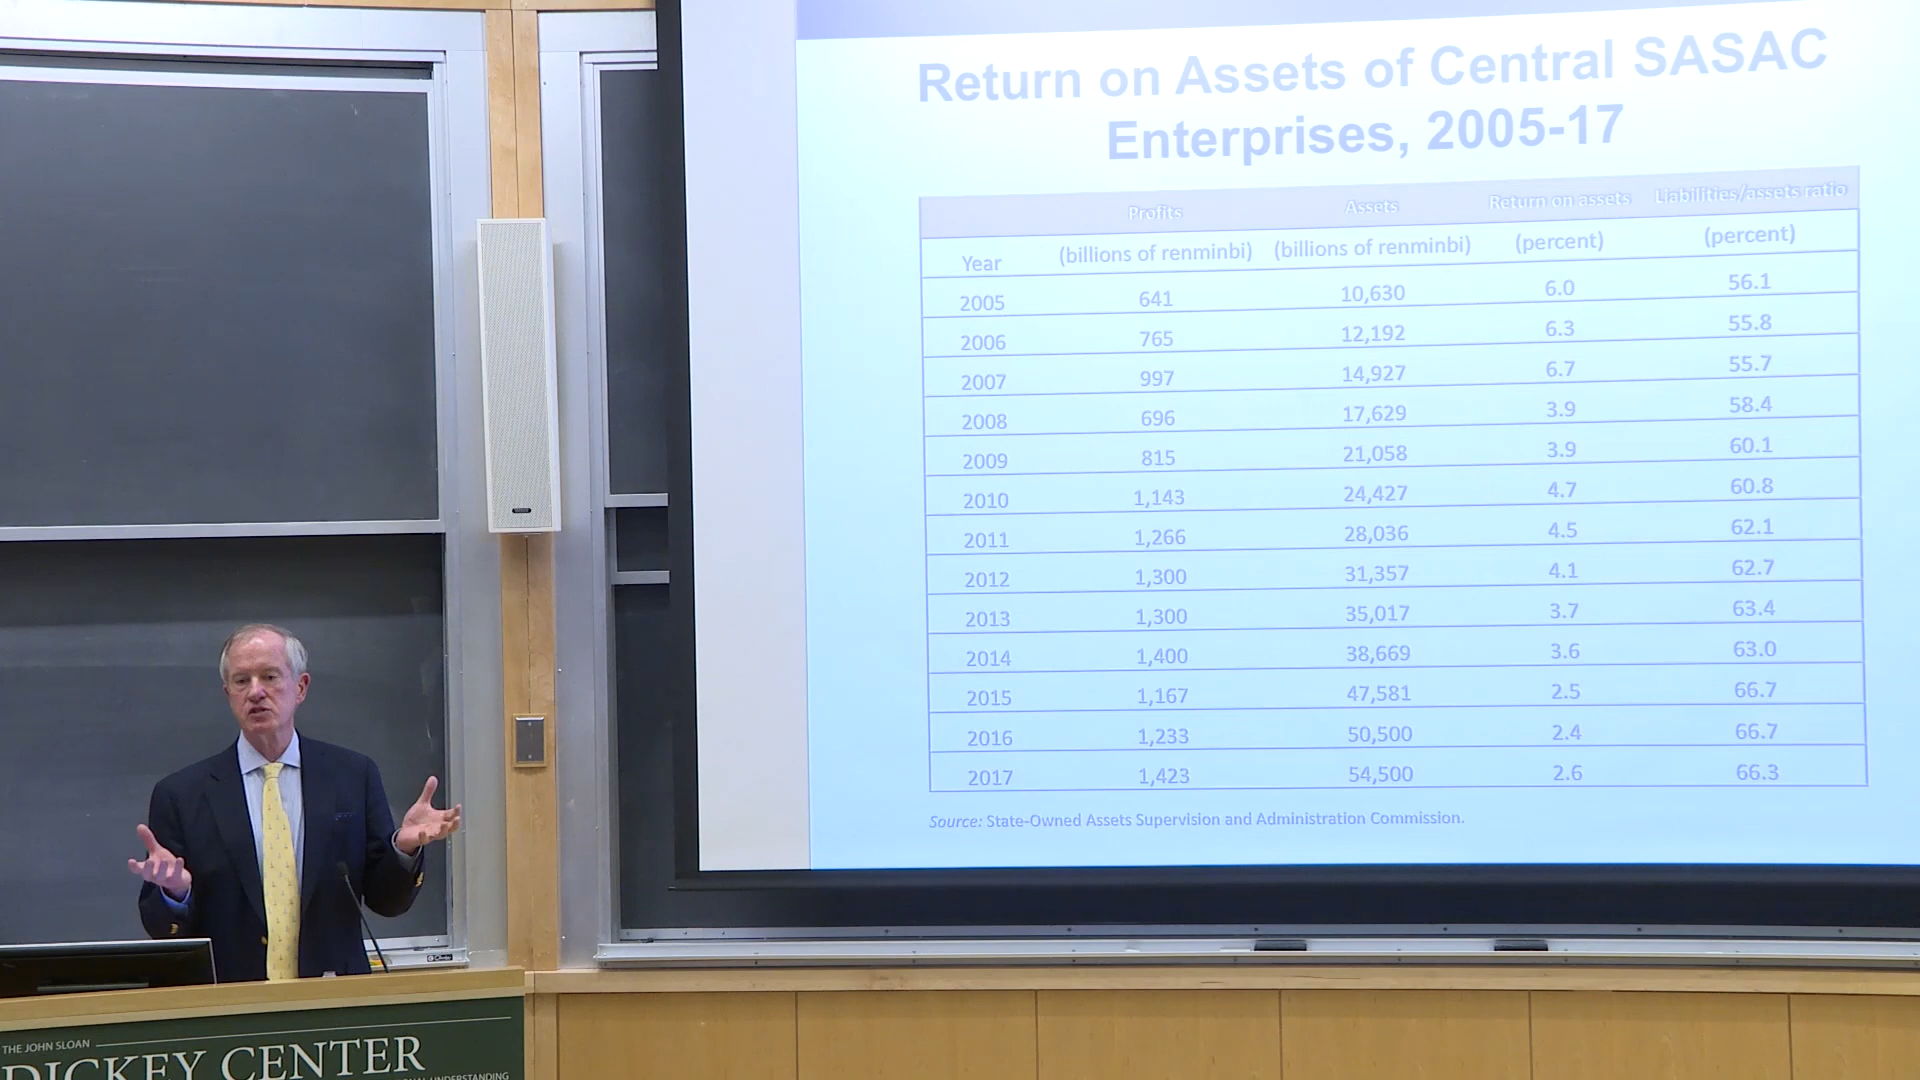 Return on Assets of Central SASAC
Enterprises, 2005-17
Profits Assets Return on assets Liabilities/assets ratio
Year (billions of renminbi) (billions of renminbi) (percent) (percent)
2005 641 10,630 6.0 56.1
2006 765 12,192 6.3 55.8
2007 997 14,927 6.7 55.7
2008 696 17,629 3.9 58.4
2009 815 21,058 3.9 60.1
2010 1,143 24,427 4.7 60.8
2011 1,266 28,036 4.5 62.1
2012 1,300 31,357 4.1 62.7
2013 1,300 35,017 3.7 63.4
2014 1,400 38,669 3.6 63.0
2015 1,167 47,581 2.5 66.7
2016 1,233 50,500 2.4 66.7
2017 1,423 54,500 2.6 66.3
Source: State-Owned Assets Supervision and Administration Commission.
THE JOHN SLOAN
DICKEY CENTER
UNDERSTANDING